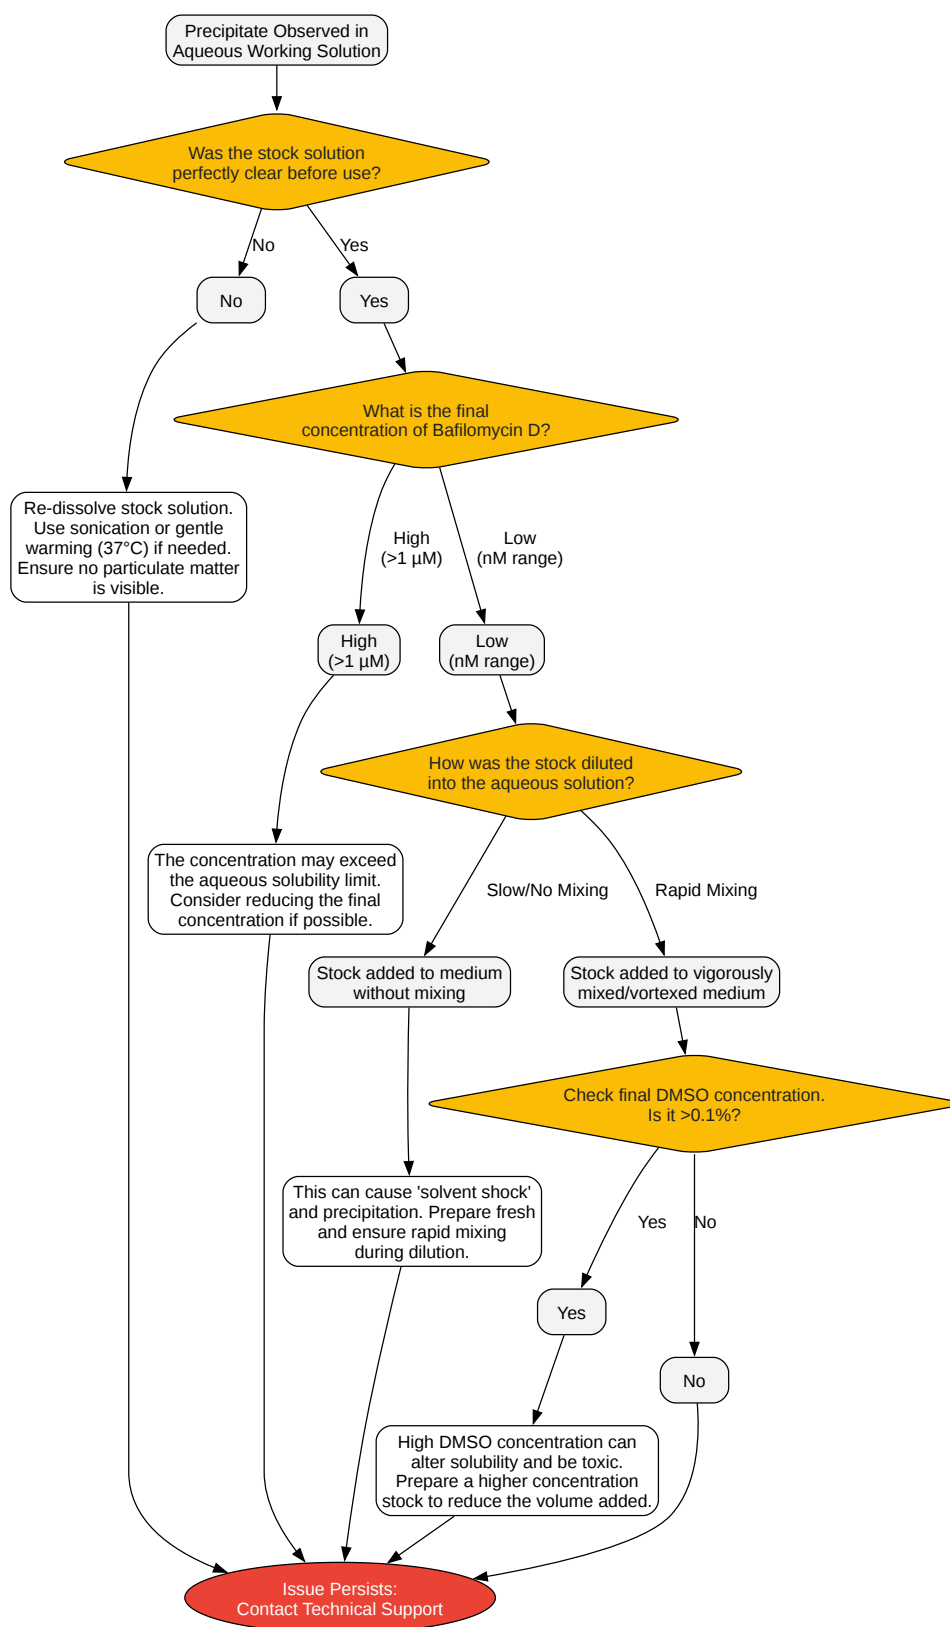 Precipitate Observed in
Aqueous Working Solution
Was the stock solution
perfectly clear before use?
No
Yes
No
Yes
What is the final
concentration of Bafilomycin D?
Re-dissolve stock solution.
Use sonication or gentle
warming (37°C) if needed.
Ensure no particulate matter
is visible.
High
(>1 µM)
Low
(nM range)
High
(>1 µM)
Low
(nM range)
How was the stock diluted
into the aqueous solution?
The concentration may exceed
the aqueous solubility limit.
Consider reducing the final
concentration if possible.
Slow/No Mixing
Rapid Mixing
Stock added to medium
without mixing
Stock added to vigorously
mixed/vortexed medium
Check final DMSO concentration.
Is it >0.1%?
This can cause 'solvent shock'
and precipitation. Prepare fresh
and ensure rapid mixing
during dilution.
Yes
No
Yes
No
High DMSO concentration can
alter solubility and be toxic.
Prepare a higher concentration
stock to reduce the volume added.
Issue Persists:
Contact Technical Support